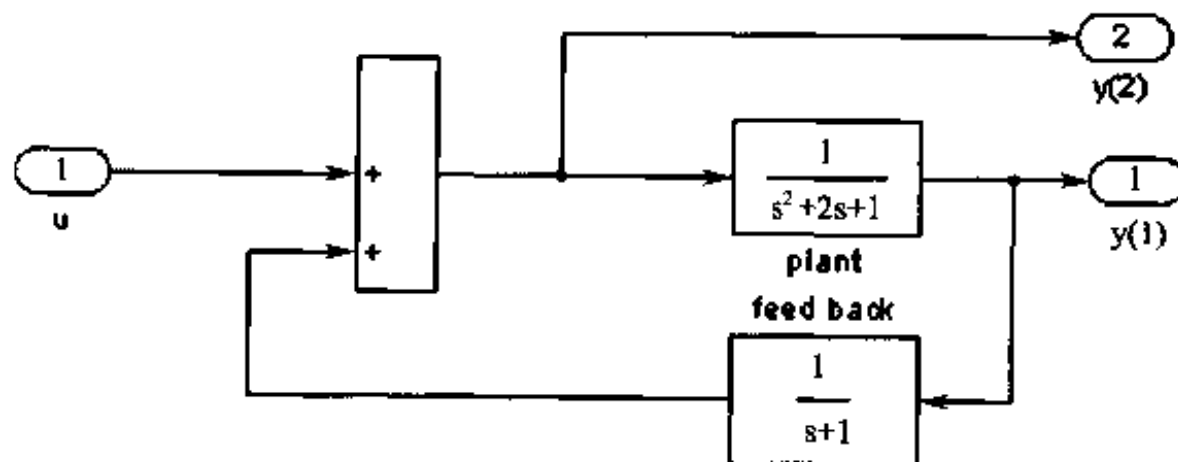 2
y(2)
1
u
+
+
1
s²+2s+1
plant
1
y(1)
feed back
1
s+1